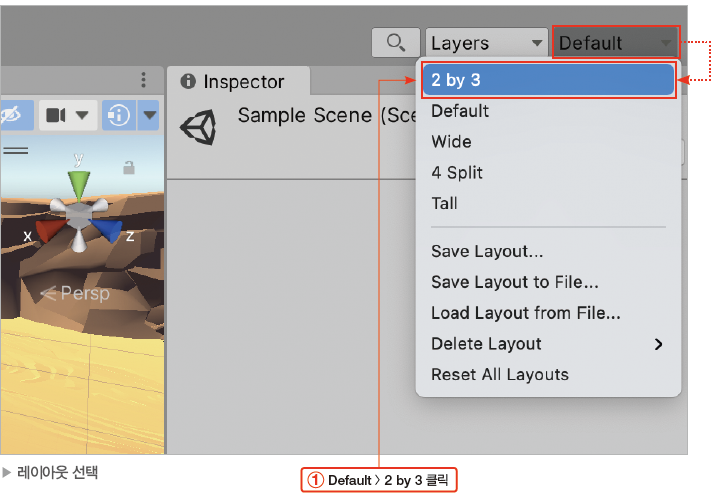 Layers
Default
Inspector
2 by 3
Sample Scene (Sce
Default
Wide
4 Split
Tall
y
x
z
Persp
Save Layout...
Save Layout to File...
Load Layout from File...
Delete Layout
Reset All Layouts
▶ 레이아웃 선택
① Default > 2 by 3 클릭